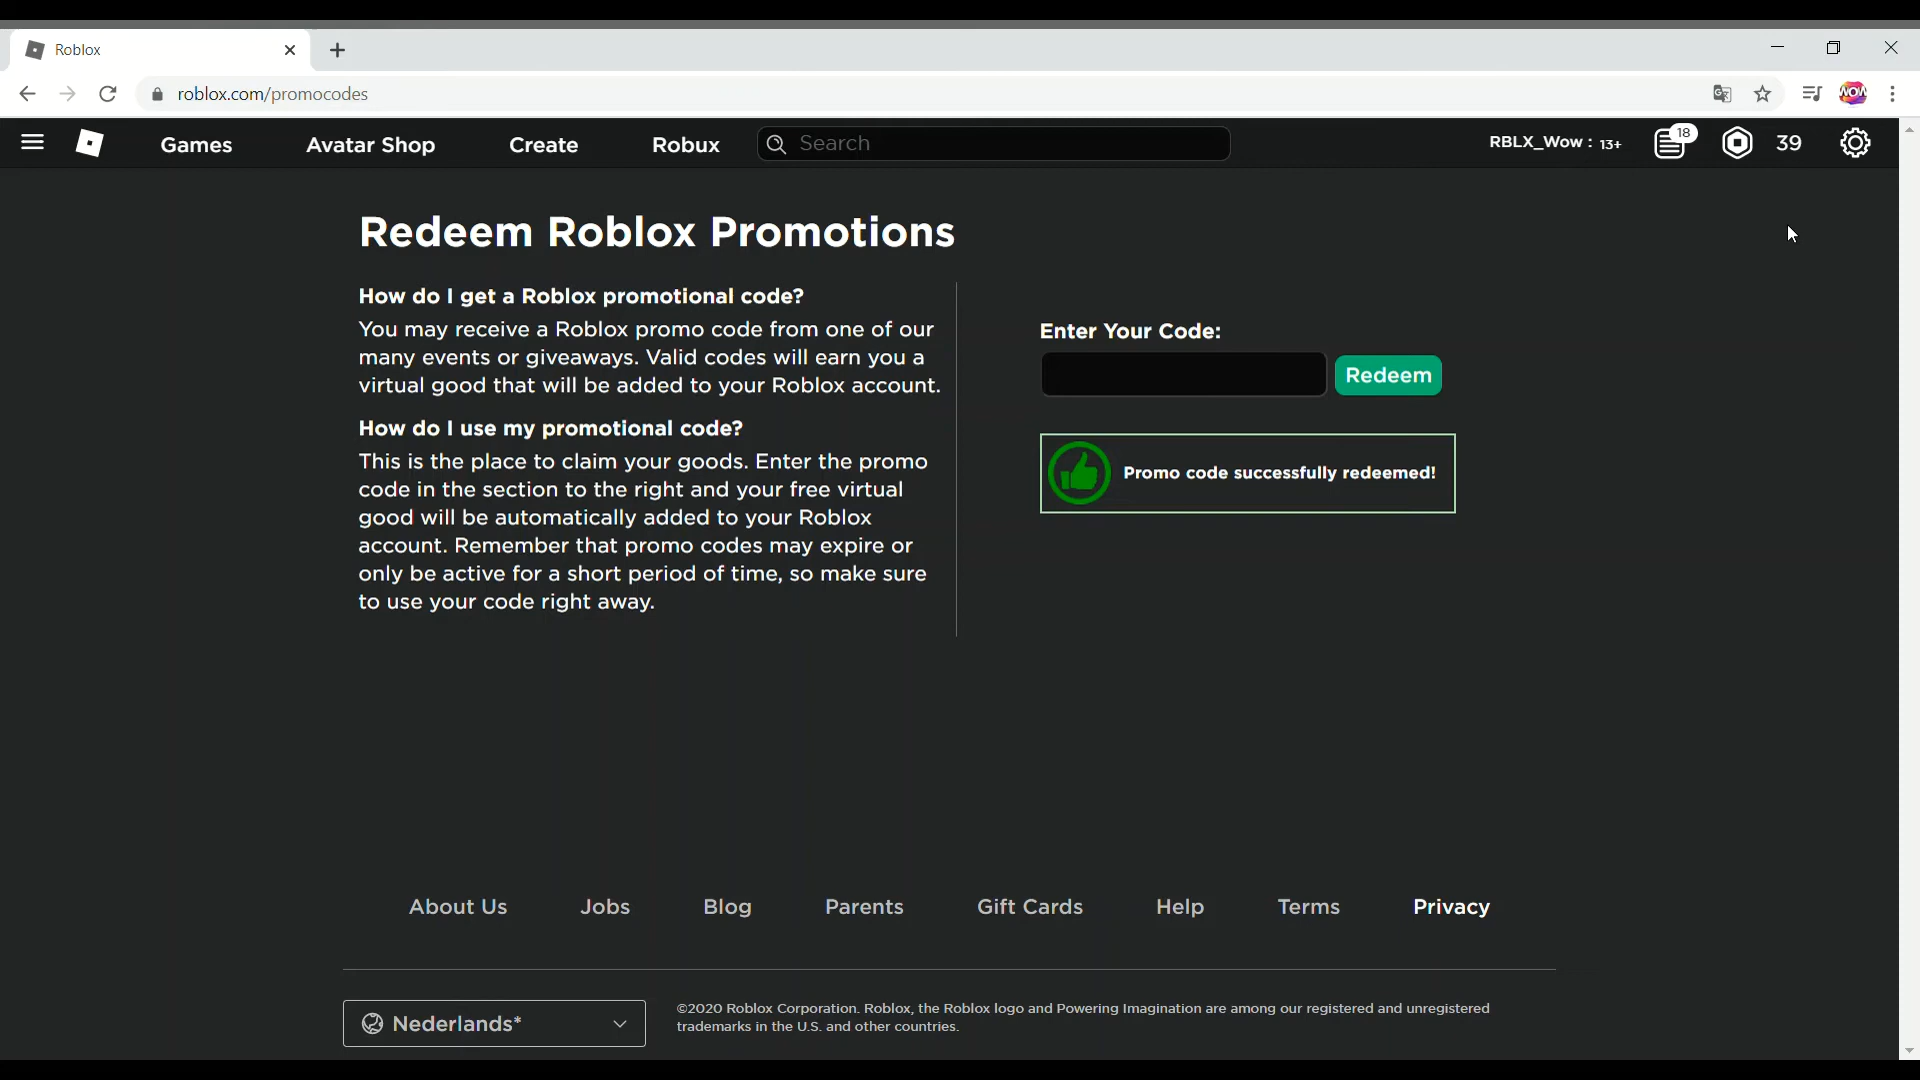 Roblox
roblox.com/promocodes
WOW
Games Avatar Shop Create Robux Search RBLX_Wow : 13+ 18 39
Redeem Roblox Promotions
How do I get a Roblox promotional code?
You may receive a Roblox promo code from one of our
many events or giveaways. Valid codes will earn you a
virtual good that will be added to your Roblox account.
How do I use my promotional code?
This is the place to claim your goods. Enter the promo
code in the section to the right and your free virtual
good will be automatically added to your Roblox
account. Remember that promo codes may expire or
only be active for a short period of time, so make sure
to use your code right away.
Enter Your Code:
Redeem
Promo code successfully redeemed!
About Us Jobs Blog Parents Gift Cards Help Terms Privacy
Nederlands*
©2020 Roblox Corporation. Roblox, the Roblox logo and Powering Imagination are among our registered and unregistered
trademarks in the U.S. and other countries.